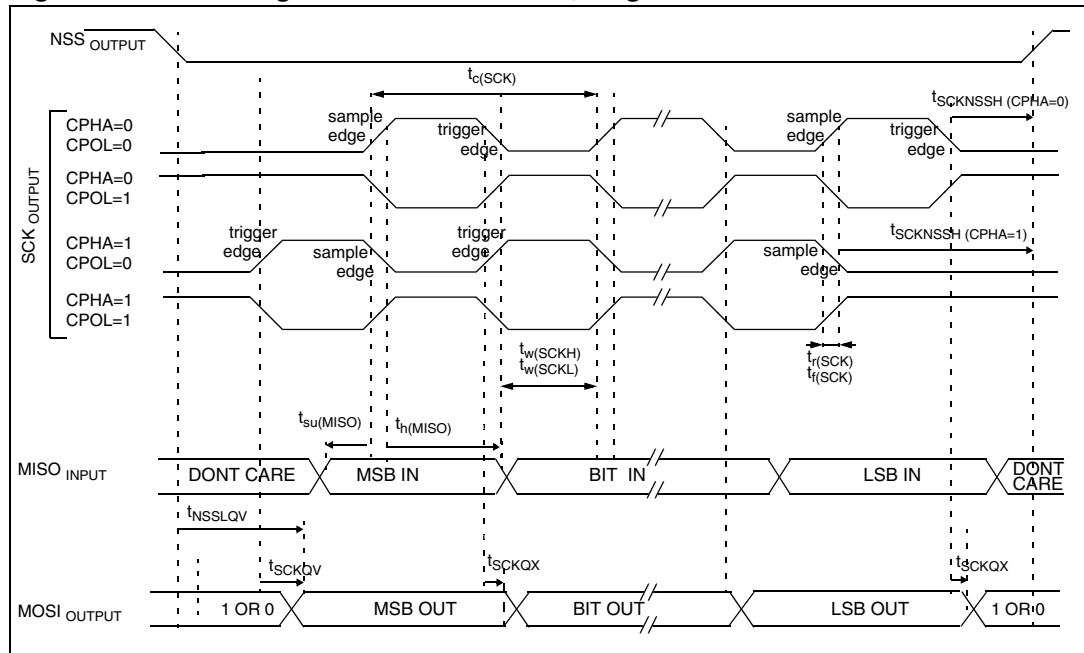 NSS OUTPUT
tc(SCK)
tSCKNSSH (CPHA=0)
SCK OUTPUT
CPHA=0
CPOL=0
sample
edge
trigger
edge
sample
edge
trigger
edge
CPHA=0
CPOL=1
tSCKNSSH (CPHA=1)
CPHA=1
CPOL=0
trigger
edge
sample
edge
trigger
edge
sample
edge
CPHA=1
CPOL=1
tw(SCKH)
tw(SCKL)
tr(SCK)
tf(SCK)
tsu(MISO)
th(MISO)
MISO INPUT
DONT CARE
MSB IN
BIT IN
LSB IN
DONT
CARE
tNSSLQV
tSCKQV
tSCKQX
tSCKQX
MOSI OUTPUT
1 OR 0
MSB OUT
BIT OUT
LSB OUT
1 OR 0